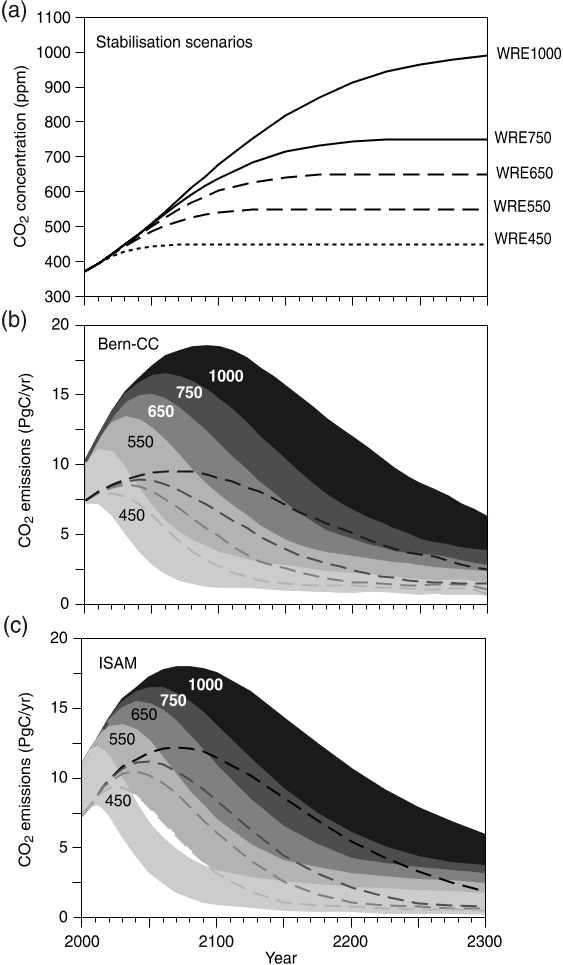 (a)
1100
1000
900
800
700
600
500
400
300
CO2 concentration (ppm)
Stabilisation scenarios
WRE1000
WRE750
WRE650
WRE550
WRE450
(b)
20
15
10
5
0
CO2 emissions (PgC/yr)
Bern-CC
1000
750
650
550
450
(c)
20
15
10
5
0
CO2 emissions (PgC/yr)
ISAM
1000
750
650
550
450
2000
2100
2200
2300
Year